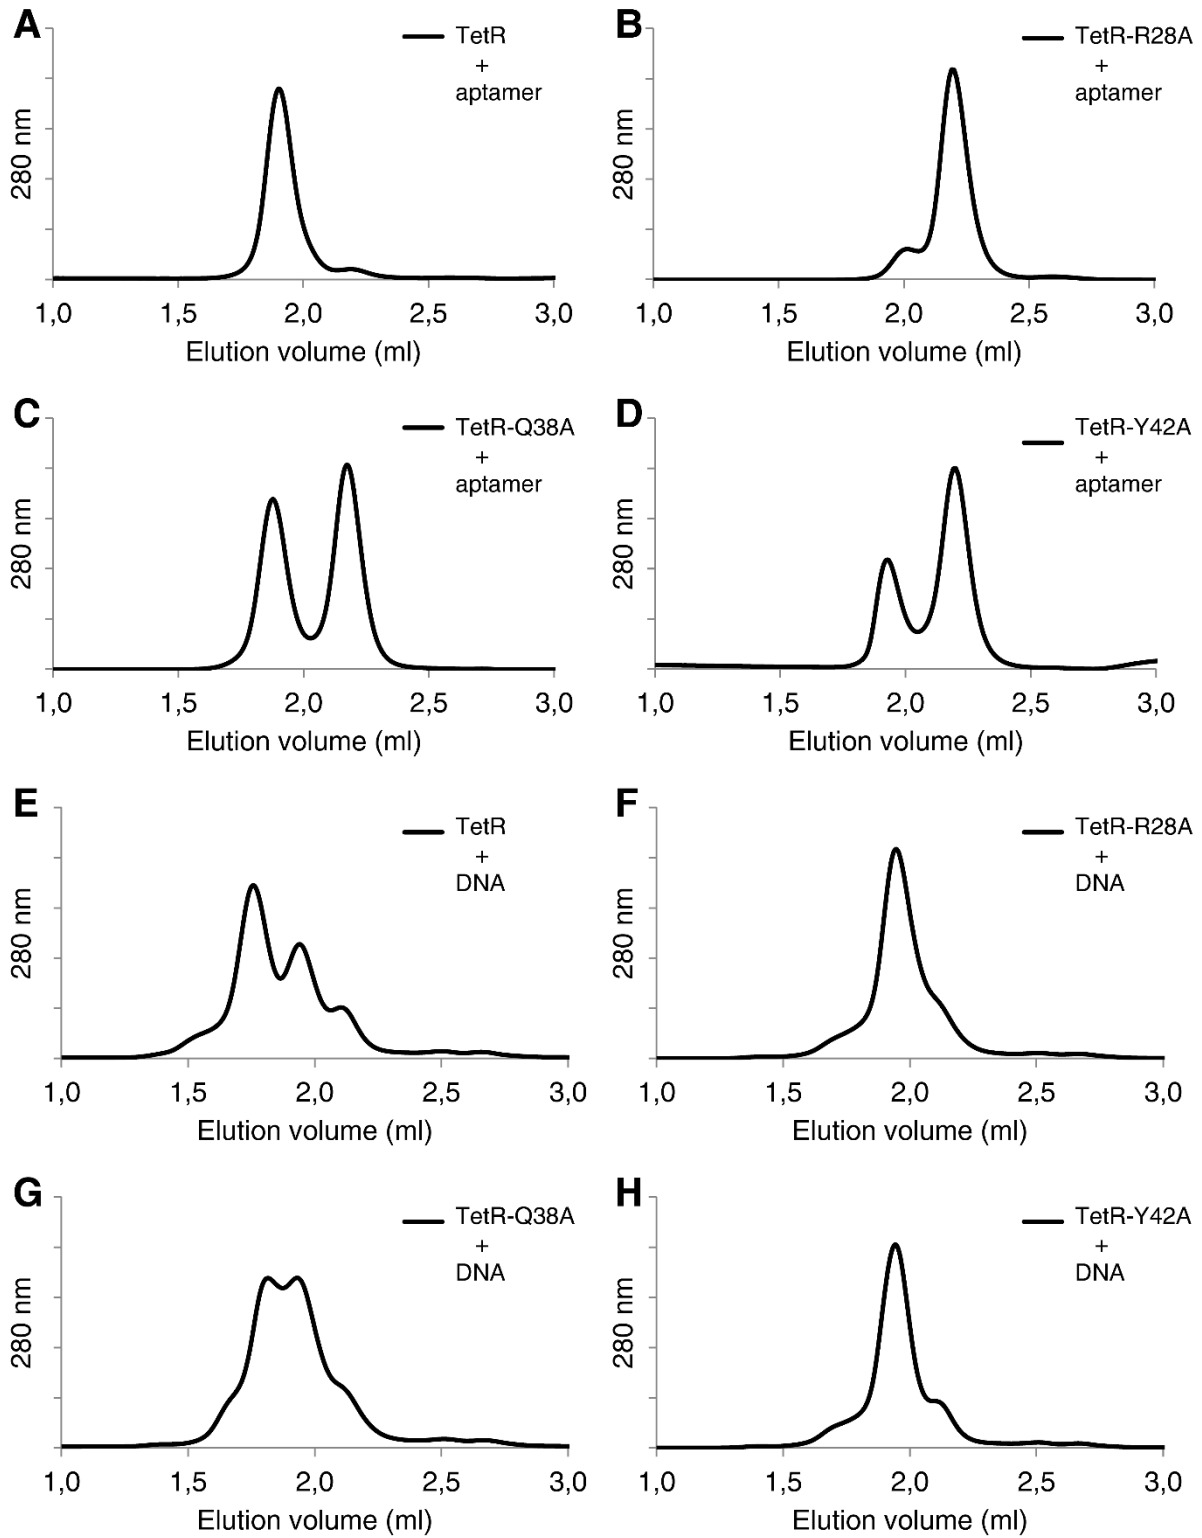 A
TetR
+
aptamer
280 nm
1,0 1,5 2,0 2,5 3,0
Elution volume (ml)
B
TetR-R28A
+
aptamer
280 nm
1,0 1,5 2,0 2,5 3,0
Elution volume (ml)
C
TetR-Q38A
+
aptamer
280 nm
1,0 1,5 2,0 2,5 3,0
Elution volume (ml)
D
TetR-Y42A
+
aptamer
280 nm
1,0 1,5 2,0 2,5 3,0
Elution volume (ml)
E
TetR
+
DNA
280 nm
1,0 1,5 2,0 2,5 3,0
Elution volume (ml)
F
TetR-R28A
+
DNA
280 nm
1,0 1,5 2,0 2,5 3,0
Elution volume (ml)
G
TetR-Q38A
+
DNA
280 nm
1,0 1,5 2,0 2,5 3,0
Elution volume (ml)
H
TetR-Y42A
+
DNA
280 nm
1,0 1,5 2,0 2,5 3,0
Elution volume (ml)